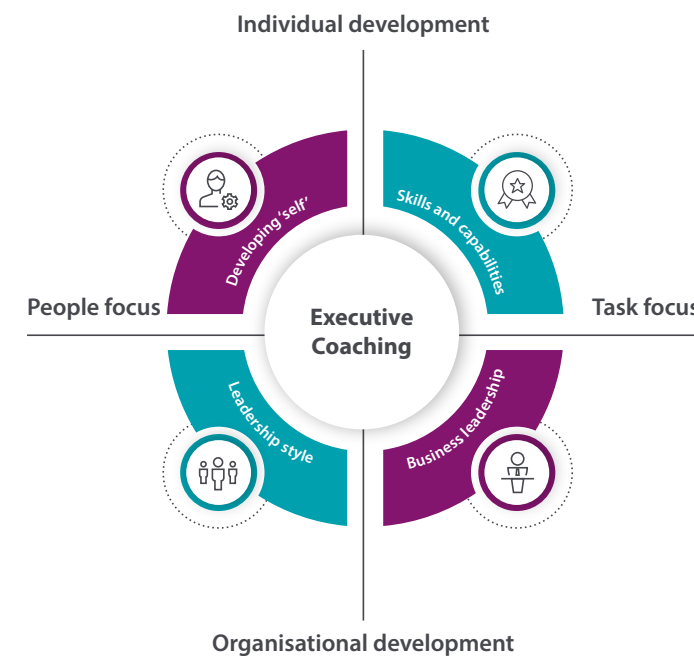 Individual development
Developing ‘self’
Skills and capabilities
People focus
Executive
Coaching
Task focus
Leadership style
Business leadership
Organisational development